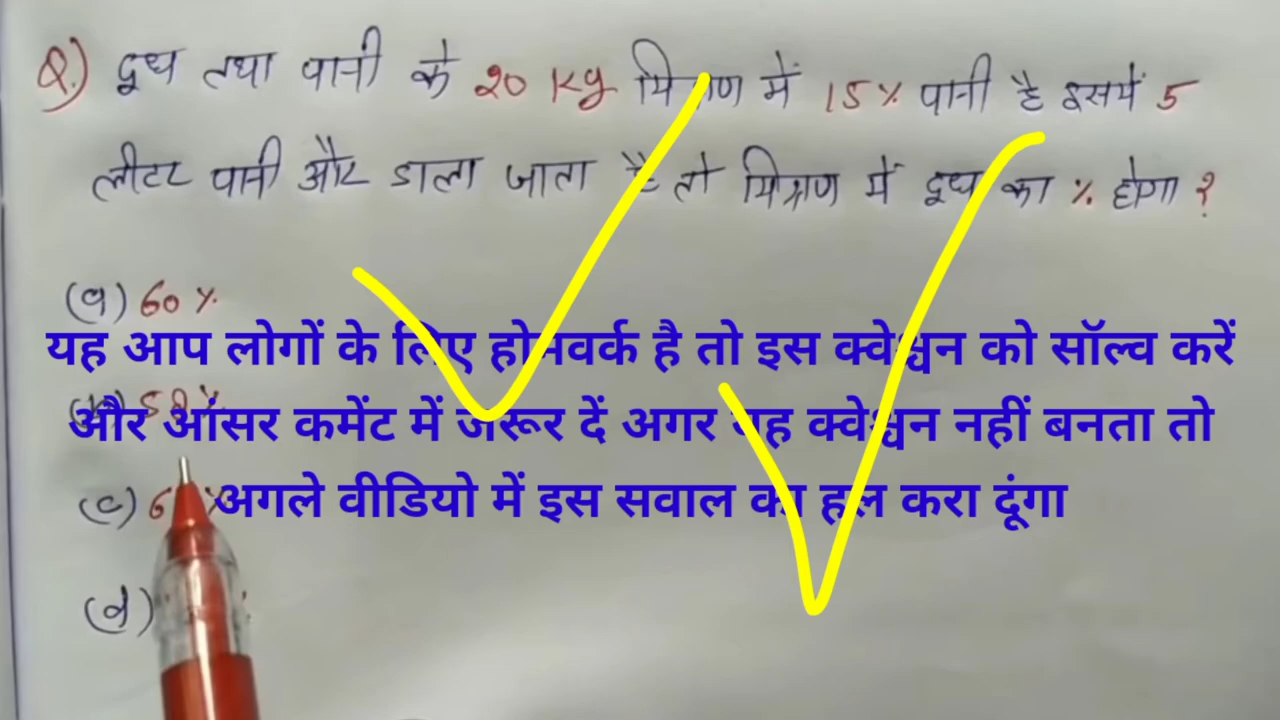 Q.) दूध तथा पानी के 20 Kg मिश्रण में 15% पानी है इसमें 5
लीटर पानी और डाला जाता है तो मिश्रण में दूध का % होगा ?
(a) 60 %
यह आप लोगों के लिए होमवर्क है तो इस क्वेश्चन को सॉल्व करें
और आंसर कमेंट में जरूर दें अगर यह क्वेश्चन नहीं बनता तो
(c)
अगले वीडियो में इस सवाल का हल करा दूंगा
(d)